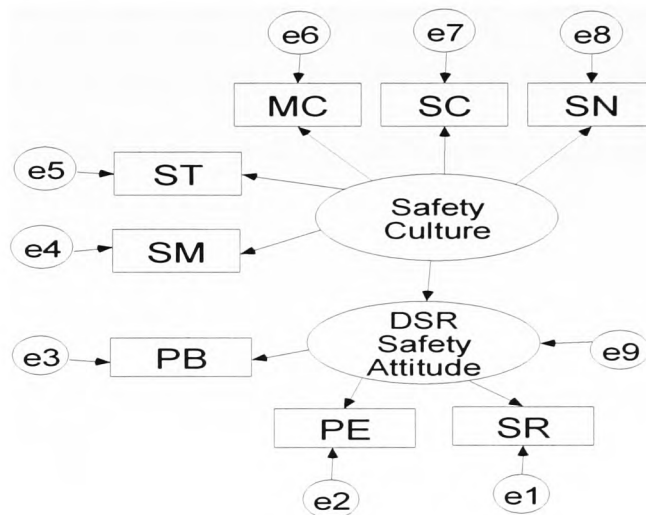 e6
e7
e8
MC
SC
SN
e5
ST
Safety
Culture
e4
SM
DSR
Safety
Attitude
e3
PB
e9
PE
SR
e2
e1